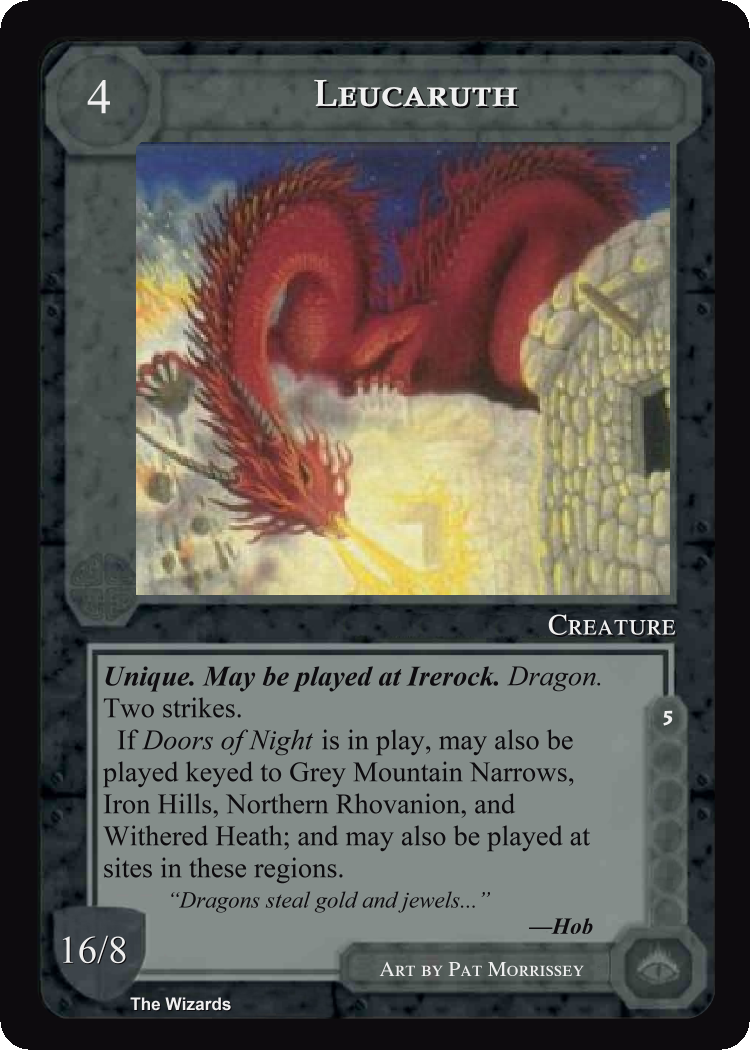 4
LEUCARUTH
CREATURE
Unique. May be played at Irerock. Dragon.
Two strikes.
If Doors of Night is in play, may also be
played keyed to Grey Mountain Narrows,
Iron Hills, Northern Rhovanion, and
Withered Heath; and may also be played at
sites in these regions.
5
“Dragons steal gold and jewels...”
—Hob
16/8
ART BY PAT MORRISSEY
The Wizards